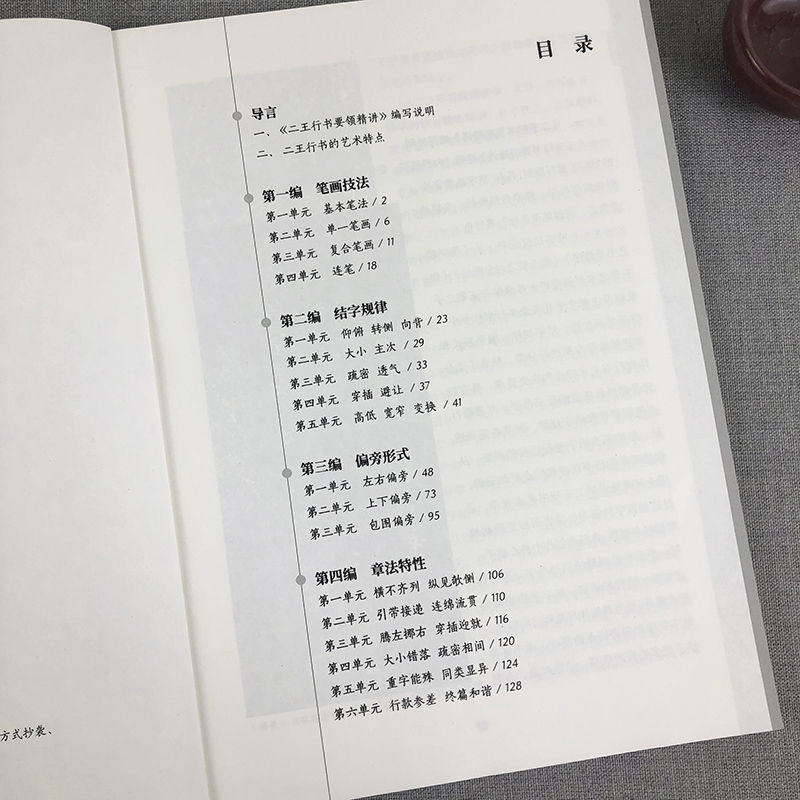 目 录
导言
一、《二王行书要领精讲》编写说明
二、二王行书的艺术特点
第一编 笔画技法
第一单元 基本笔法 / 2
第二单元 单一笔画 / 6
第三单元 复合笔画 / 11
第四单元 连笔 / 18
第二编 结字规律
第一单元 仰俯 转侧 向背 / 23
第二单元 大小 主次 / 29
第三单元 疏密 透气 / 33
第四单元 穿插 避让 / 37
第五单元 高低 宽窄 变换 / 41
第三编 偏旁形式
第一单元 左右偏旁 / 48
第二单元 上下偏旁 / 73
第三单元 包围偏旁 / 95
第四编 章法特性
第一单元 横不齐列 纵见欹侧 / 106
第二单元 引带接递 连绵流贯 / 110
第三单元 腾左挪右 穿插迎就 / 116
第四单元 大小错落 疏密相间 / 120
第五单元 重字能殊 同类显异 / 124
第六单元 行款参差 终篇和谐 / 128
方式抄袭、